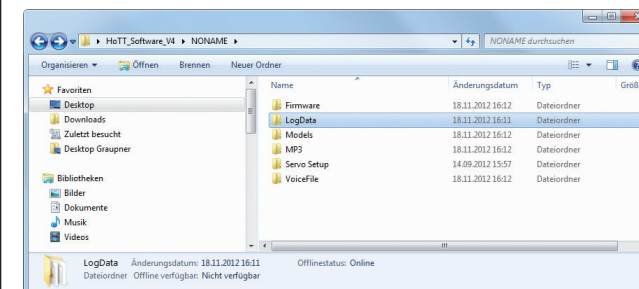 HoTT_Software_V4 ▸ NONAME ▸
NONAME durchsuchen
Organisieren Öffnen Brennen Neuer Ordner
Favoriten
Desktop
Downloads
Zuletzt besucht
Desktop Graupner
Bibliotheken
Bilder
Dokumente
Musik
Videos
Name Änderungsdatum Typ Größ
Firmware 18.11.2012 16:12 Dateiordner
LogData 18.11.2012 16:11 Dateiordner
Models 18.11.2012 16:12 Dateiordner
MP3 18.11.2012 16:12 Dateiordner
Servo Setup 14.09.2012 15:57 Dateiordner
VoiceFile 18.11.2012 16:12 Dateiordner
LogData Änderungsdatum: 18.11.2012 16:11 Offlinestatus: Online
Dateiordner Offline verfügbar: Nicht verfügbar